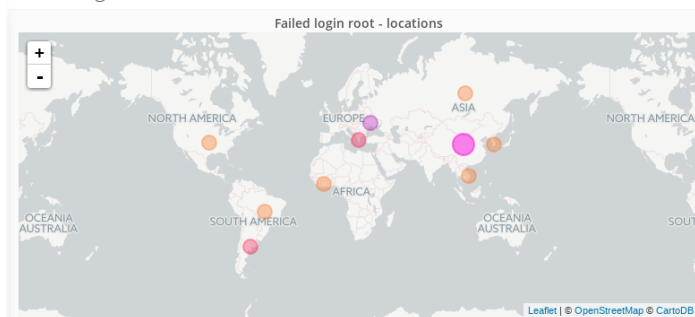 Failed login root - locations
+
-
NORTH AMERICA
EUROPE
ASIA
NORTH AMERICA
AFRICA
OCEANIA
AUSTRALIA
SOUTH AMERICA
OCEANIA
AUSTRALIA
SOUT
Leaflet | © OpenStreetMap © CartoDB